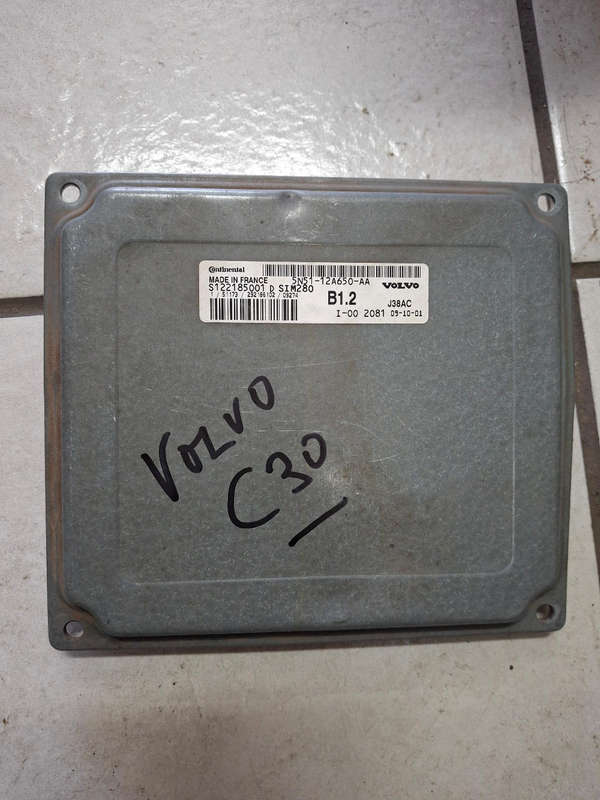 Continental
MADE IN FRANCE 5N51-12A650-AA VOLVO
S122185001 D SIM280
B1.2 J38AC
I-00 2081 09-10-01
VOLVO
C30